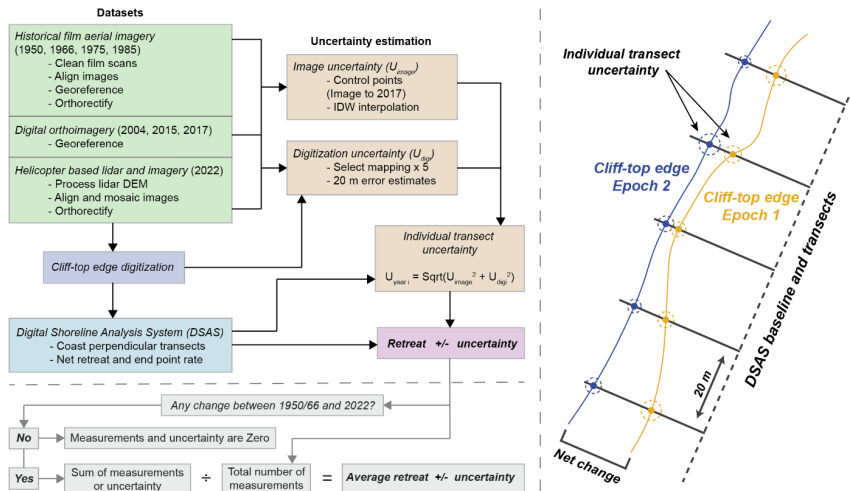 Datasets
Historical film aerial imagery
(1950, 1966, 1975, 1985)
- Clean film scans
- Align images
- Georeference
- Orthorectify
Digital orthoimagery (2004, 2015, 2017)
- Georeference
Helicopter based lidar and imagery (2022)
- Process lidar DEM
- Align and mosaic images
- Orthorectify
Cliff-top edge digitization
Digital Shoreline Analysis System (DSAS)
- Coast perpendicular transects
- Net retreat and end point rate
Uncertainty estimation
Image uncertainty (U_image)
- Control points
(Image to 2017)
- IDW interpolation
Digitization uncertainty (U_digi)
- Select mapping x 5
- 20 m error estimates
Individual transect
uncertainty
U_year i = Sqrt(U_image² + U_digi²)
Retreat +/- uncertainty
Any change between 1950/66 and 2022?
No
Measurements and uncertainty are Zero
Yes
Sum of measurements
or uncertainty
÷
Total number of
measurements
=
Average retreat +/- uncertainty
Individual transect
uncertainty
Cliff-top edge
Epoch 2
Cliff-top edge
Epoch 1
DSAS baseline and transects
20 m
Net change